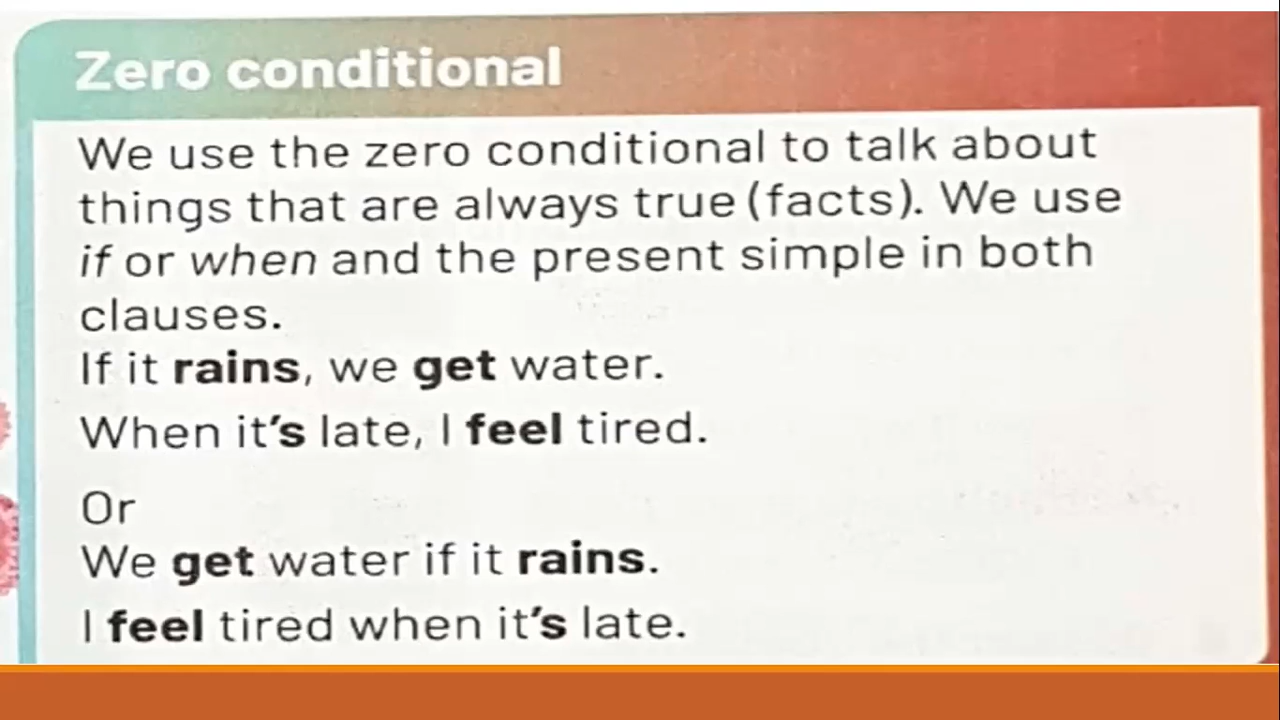 Zero conditional
We use the zero conditional to talk about
things that are always true (facts). We use
if or when and the present simple in both
clauses.
If it rains, we get water.
When it's late, I feel tired.
Or
We get water if it rains.
I feel tired when it's late.